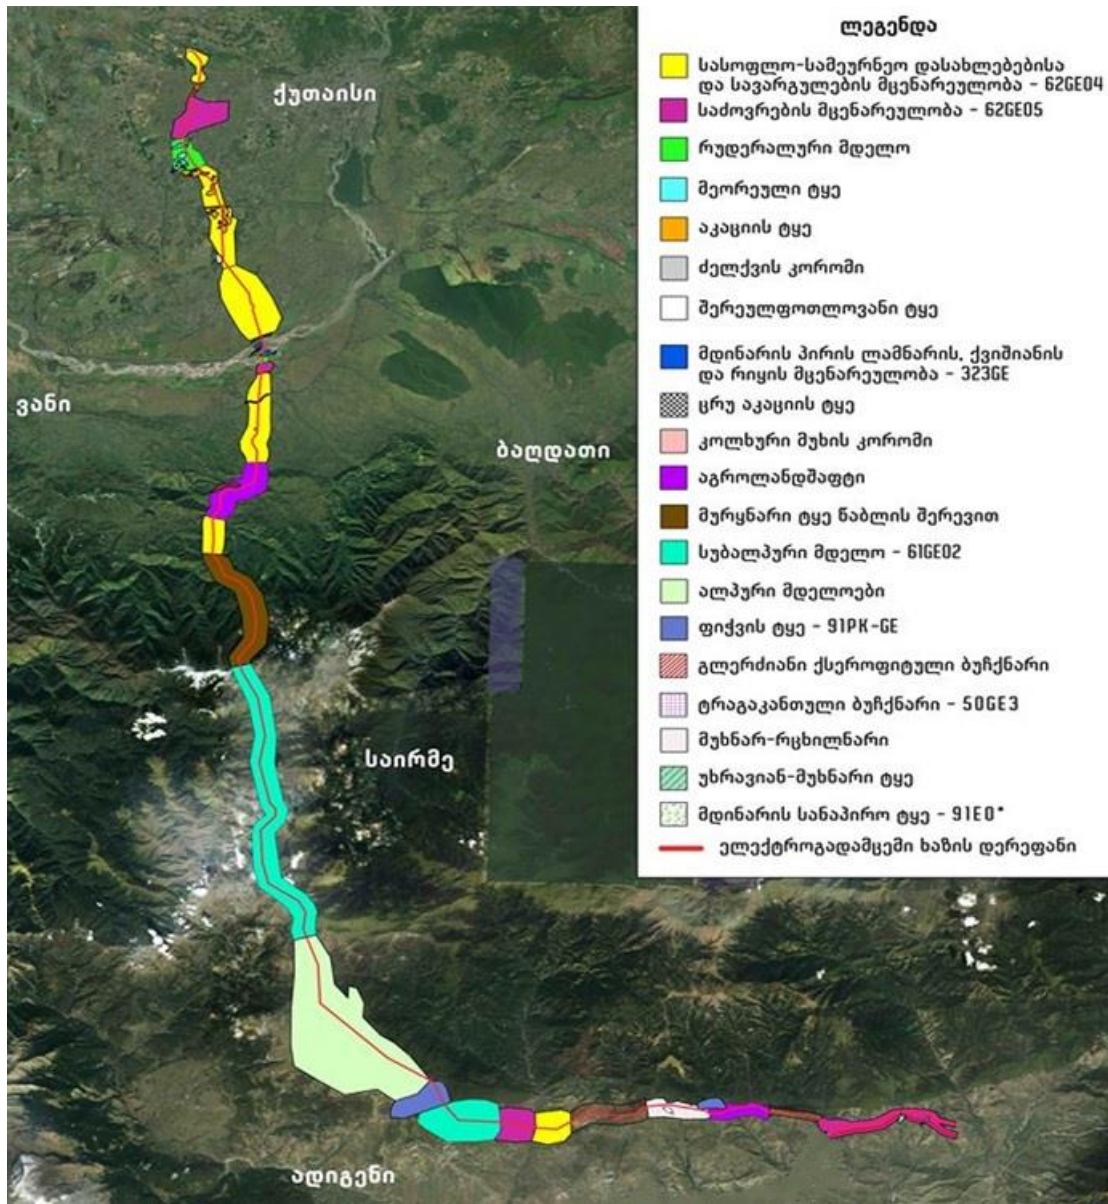 ლეგენდა
სასოფლო-სამეურნეო დასახლებებისა
და სავარგულების მცენარეულობა - 62GE04
საძოვრების მცენარეულობა - 62GE05
რუდერალური მდელო
მეორეული ტყე
აკაციის ტყე
ძელქვის კორომი
შერეულფოთლოვანი ტყე
მდინარის პირის ლამნარის, ქვიშიანის
და რიყის მცენარეულობა - 323GE
ცრუ აკაციის ტყე
კოლხური მუხის კორომი
აგროლანდშაფტი
მურყნარი ტყე წაბლის შერევით
სუბალპური მდელო - 61GE02
ალპური მდელოები
ფიჭვის ტყე - 91PK-GE
გლერძიანი ქსეროფიტული ბუჩქნარი
ტრაგაკანთული ბუჩქნარი - 50GE3
მუხნარ-რცხილნარი
უხრავიან-მუხნარი ტყე
მდინარის სანაპირო ტყე - 91E0*
ელექტროგადამცემი ხაზის დერეფანი
ქუთაისი
ვანი
ბაღდათი
საირმე
ადიგენი